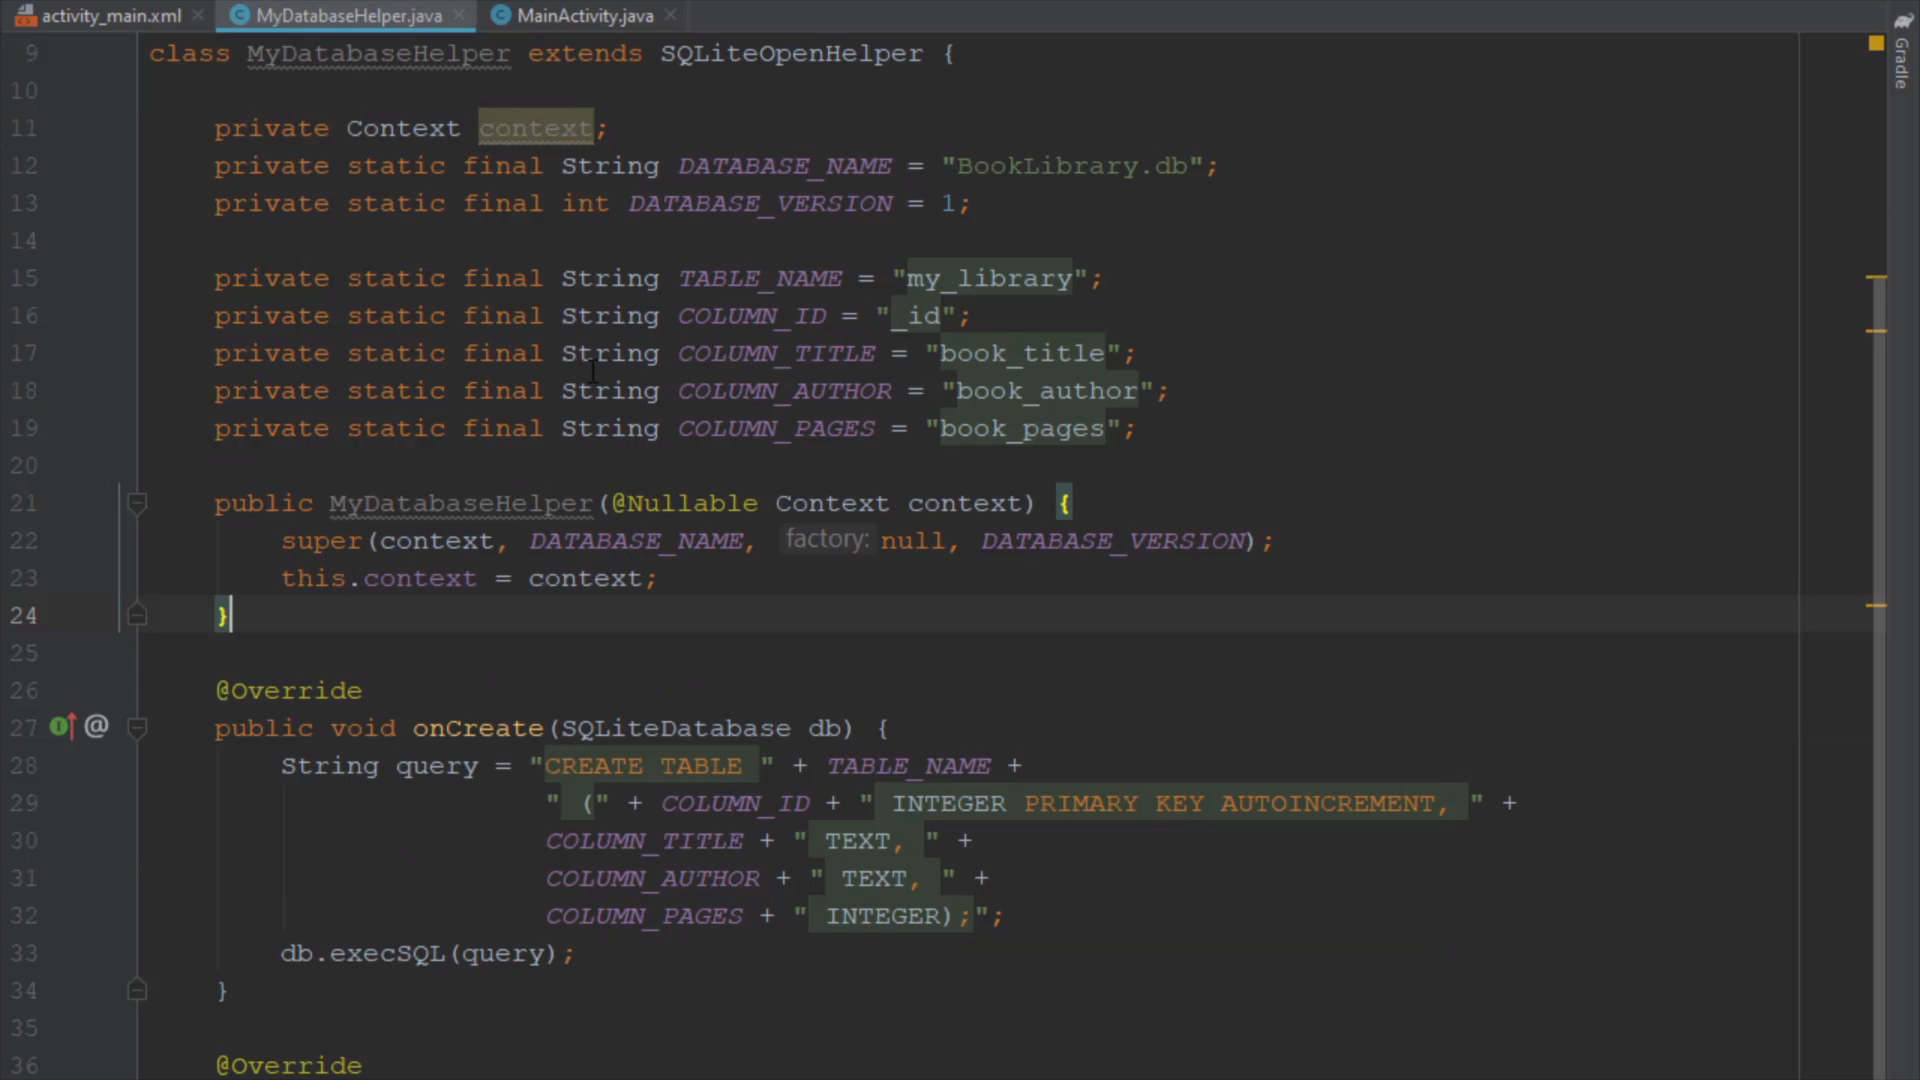 activity_main.xml MyDatabaseHelper.java MainActivity.java
Gradle
9 class MyDatabaseHelper extends SQLiteOpenHelper {
10
11 private Context context;
12 private static final String DATABASE_NAME = "BookLibrary.db";
13 private static final int DATABASE_VERSION = 1;
14
15 private static final String TABLE_NAME = "my_library";
16 private static final String COLUMN_ID = "_id";
17 private static final String COLUMN_TITLE = "book_title";
18 private static final String COLUMN_AUTHOR = "book_author";
19 private static final String COLUMN_PAGES = "book_pages";
20
21 public MyDatabaseHelper(@Nullable Context context) {
22 super(context, DATABASE_NAME, factory: null, DATABASE_VERSION);
23 this.context = context;
24 }
25
26 @Override
27 @ public void onCreate(SQLiteDatabase db) {
28 String query = "CREATE TABLE " + TABLE_NAME +
29 " (" + COLUMN_ID + " INTEGER PRIMARY KEY AUTOINCREMENT, " +
30 COLUMN_TITLE + " TEXT, " +
31 COLUMN_AUTHOR + " TEXT, " +
32 COLUMN_PAGES + " INTEGER);";
33 db.execSQL(query);
34 }
35
36 @Override